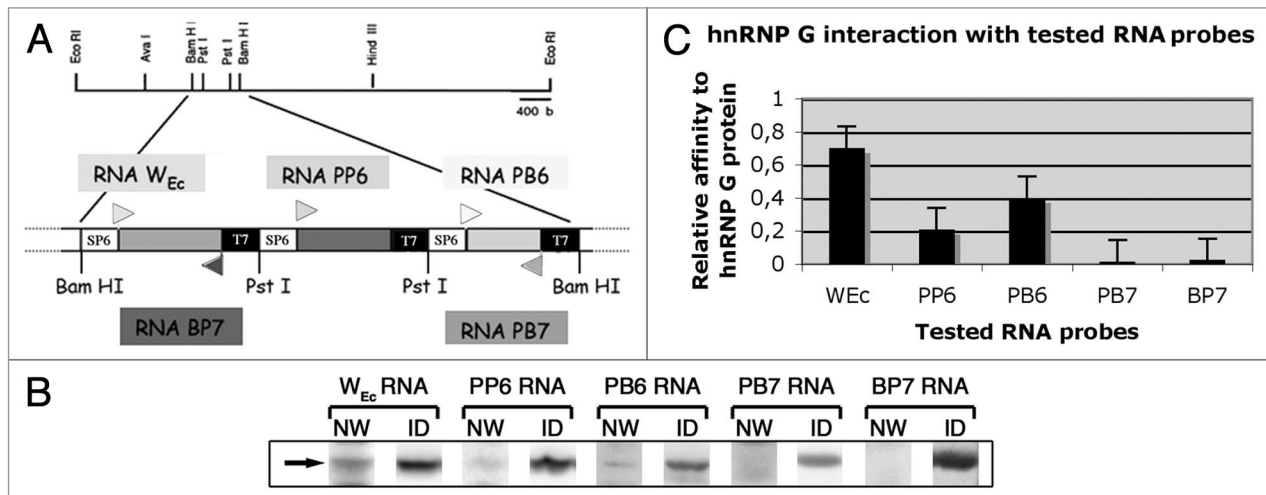 A
Eco RI
Ava I
Bam H I
Pst I
Pst I
Bam H I
Hind III
Eco RI
400 b
RNA WEc
RNA PP6
RNA PB6
SP6
T7
SP6
T7
SP6
T7
Bam HI
Pst I
Pst I
Bam HI
RNA BP7
RNA PB7
C
hnRNP G interaction with tested RNA probes
Relative affinity to
hnRNP G protein
1
0,8
0,6
0,4
0,2
0
WEc
PP6
PB6
PB7
BP7
Tested RNA probes
B
WEc RNA
PP6 RNA
PB6 RNA
PB7 RNA
BP7 RNA
NW
ID
NW
ID
NW
ID
NW
ID
NW
ID